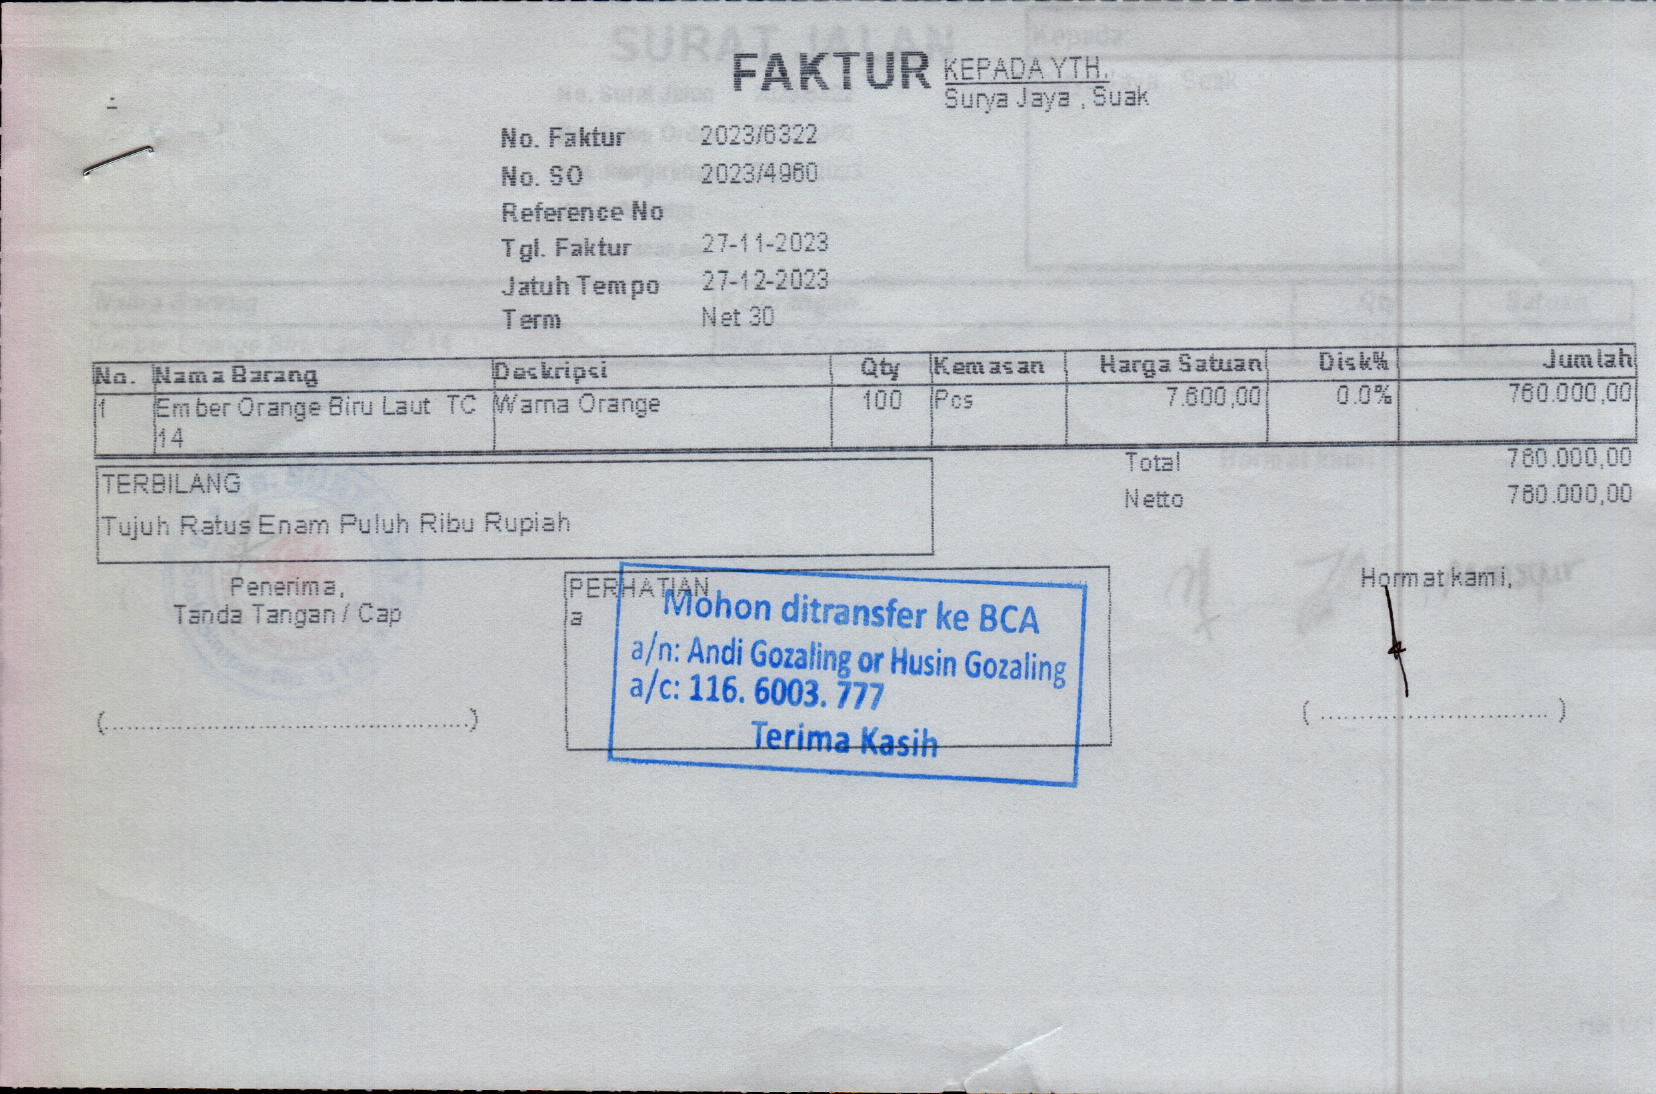 FAKTUR
KEPADA YTH.
Surya Jaya , Suak
No. Faktur 2023/6322
No. SO 2023/4960
Reference No
Tgl. Faktur 27-11-2023
Jatuh Tempo 27-12-2023
Term Net 30
No. Nama Barang Deskripsi Qty Kemasan Harga Satuan Disk% Jumlah
1 Ember Orange Biru Laut TC 14 Warna Orange 100 Pcs 7.600,00 0.0% 760.000,00
Total 760.000,00
Netto 760.000,00
TERBILANG
Tujuh Ratus Enam Puluh Ribu Rupiah
Penerima,
Tanda Tangan / Cap
(..............................................)
PERHATIAN
a
Mohon ditransfer ke BCA
a/n: Andi Gozaling or Husin Gozaling
a/c: 116. 6003. 777
Terima Kasih
Hormat kami,
( ............................. )
SURAT JALAN
Kepada: